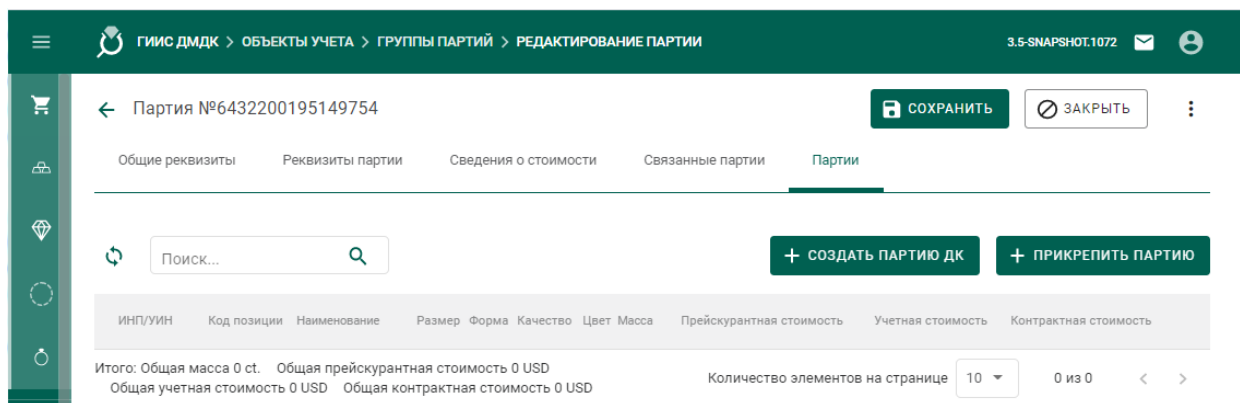 ГИИС ДМДК > ОБЪЕКТЫ УЧЕТА > ГРУППЫ ПАРТИЙ > РЕДАКТИРОВАНИЕ ПАРТИИ 3.5-SNAPSHOT.1072
Партия №6432200195149754 СОХРАНИТЬ ЗАКРЫТЬ
Общие реквизиты Реквизиты партии Сведения о стоимости Связанные партии Партии
Поиск... + СОЗДАТЬ ПАРТИЮ ДК + ПРИКРЕПИТЬ ПАРТИЮ
ИНП/УИН Код позиции Наименование Размер Форма Качество Цвет Масса Прейскурантная стоимость Учетная стоимость Контрактная стоимость
Итого: Общая масса 0 ct. Общая прейскурантная стоимость 0 USD
Общая учетная стоимость 0 USD Общая контрактная стоимость 0 USD
Количество элементов на странице 10 0 из 0 < >